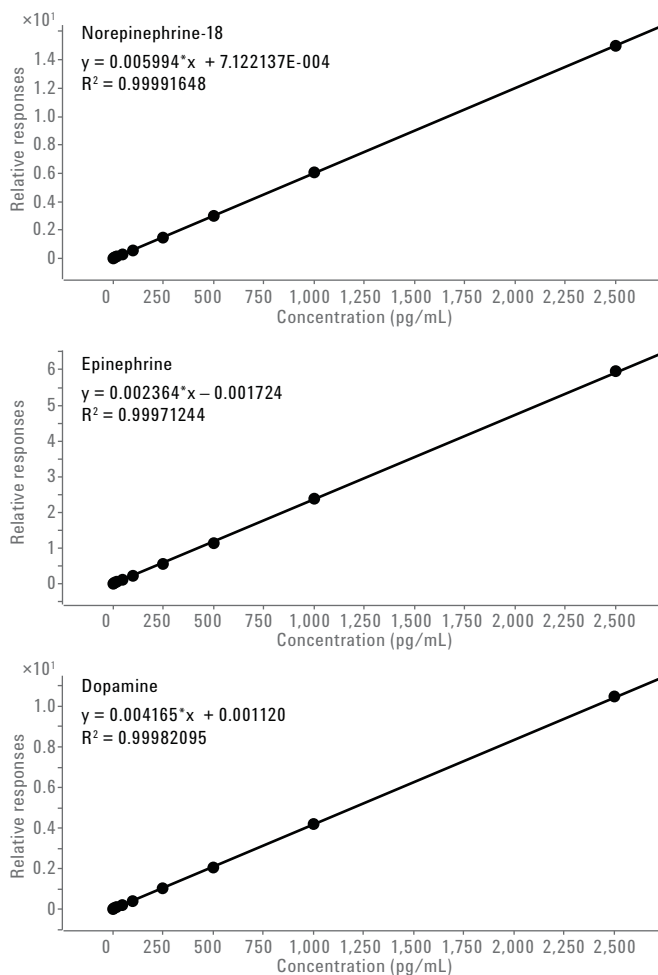 ×10¹
Norepinephrine-18
y = 0.005994*x + 7.122137E-004
R² = 0.99991648
1.4
1.2
1.0
0.8
0.6
0.4
0.2
0
Relative responses
0 250 500 750 1,000 1,250 1,500 1,750 2,000 2,250 2,500
Concentration (pg/mL)
Epinephrine
y = 0.002364*x – 0.001724
R² = 0.99971244
6
5
4
3
2
1
0
Relative responses
0 250 500 750 1,000 1,250 1,500 1,750 2,000 2,250 2,500
Concentration (pg/mL)
×10¹
Dopamine
y = 0.004165*x + 0.001120
R² = 0.99982095
1.0
0.8
0.6
0.4
0.2
0
Relative responses
0 250 500 750 1,000 1,250 1,500 1,750 2,000 2,250 2,500
Concentration (pg/mL)